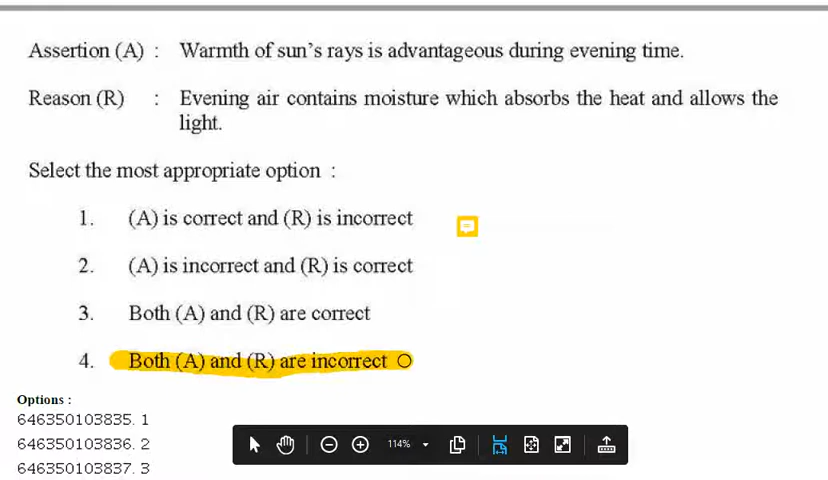 Assertion (A) : Warmth of sun's rays is advantageous during evening time.
Reason (R) : Evening air contains moisture which absorbs the heat and allows the
light.
Select the most appropriate option :
1. (A) is correct and (R) is incorrect
2. (A) is incorrect and (R) is correct
3. Both (A) and (R) are correct
4. Both (A) and (R) are incorrect
Options :
646350103835. 1
646350103836. 2
646350103837. 3
114%